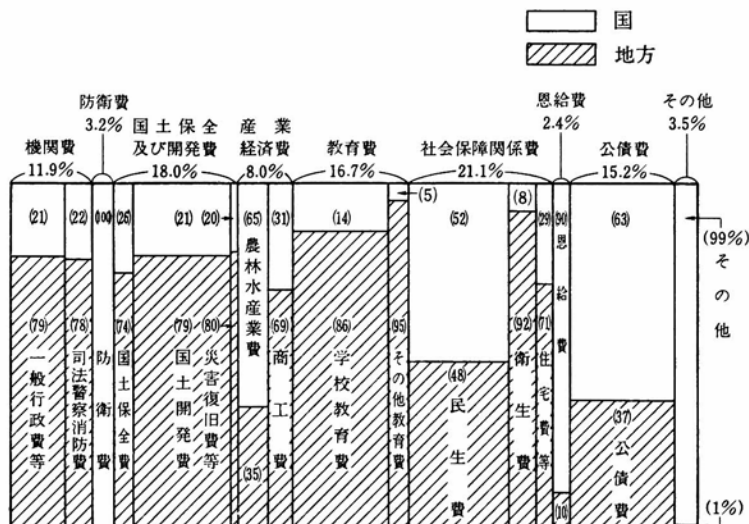 国
地方
防衛費
3.2%
恩給費
2.4%
その他
3.5%
機関費
11.9%
国土保全
及び開発費
18.0%
産業
経済費
8.0%
教育費
16.7%
社会保障関係費
21.1%
公債費
15.2%
(21)
(22)
(100)
(26)
(21)
(20)
(65)
(31)
(14)
(5)
(52)
(8)
(29)
(90)
(63)
(99%)
(79)
一般行政費等
(78)
司法警察消防費
防衛費
(74)
国土保全費
(79)
国土開発費
(80)
災害復旧費等
農林水産業費
(35)
(69)
商工費
(86)
学校教育費
(95)
その他教育費
(48)
民生費
(92)
衛生費
(71)
住宅費等
恩給費
(10)
(37)
公債費
その他
(1%)